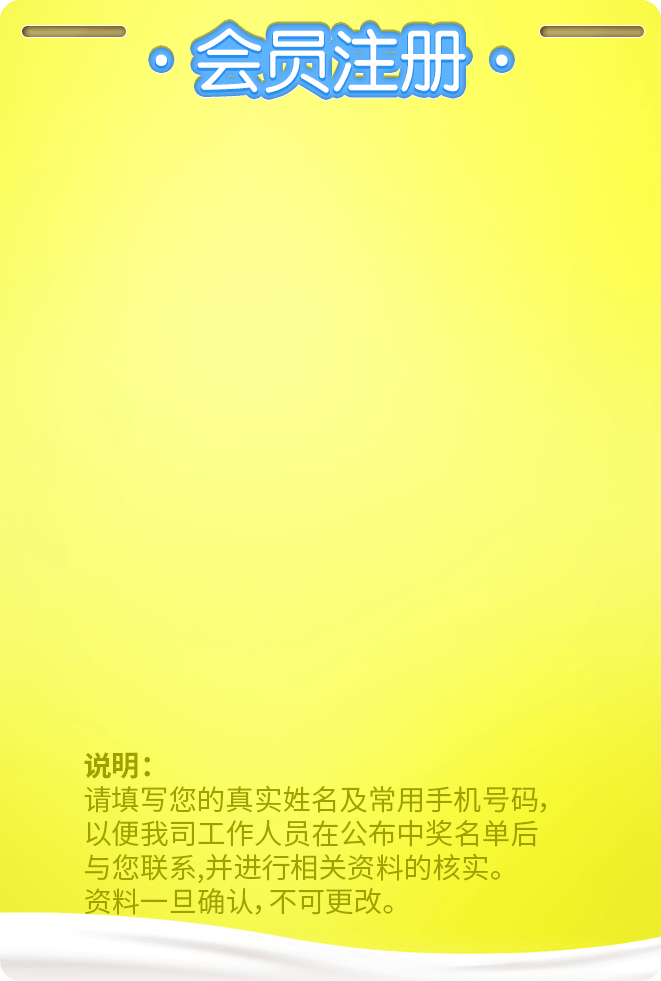 ·会员注册·
说明：
请填写您的真实姓名及常用手机号码，
以便我司工作人员在公布中奖名单后
与您联系,并进行相关资料的核实。
资料一旦确认，不可更改。